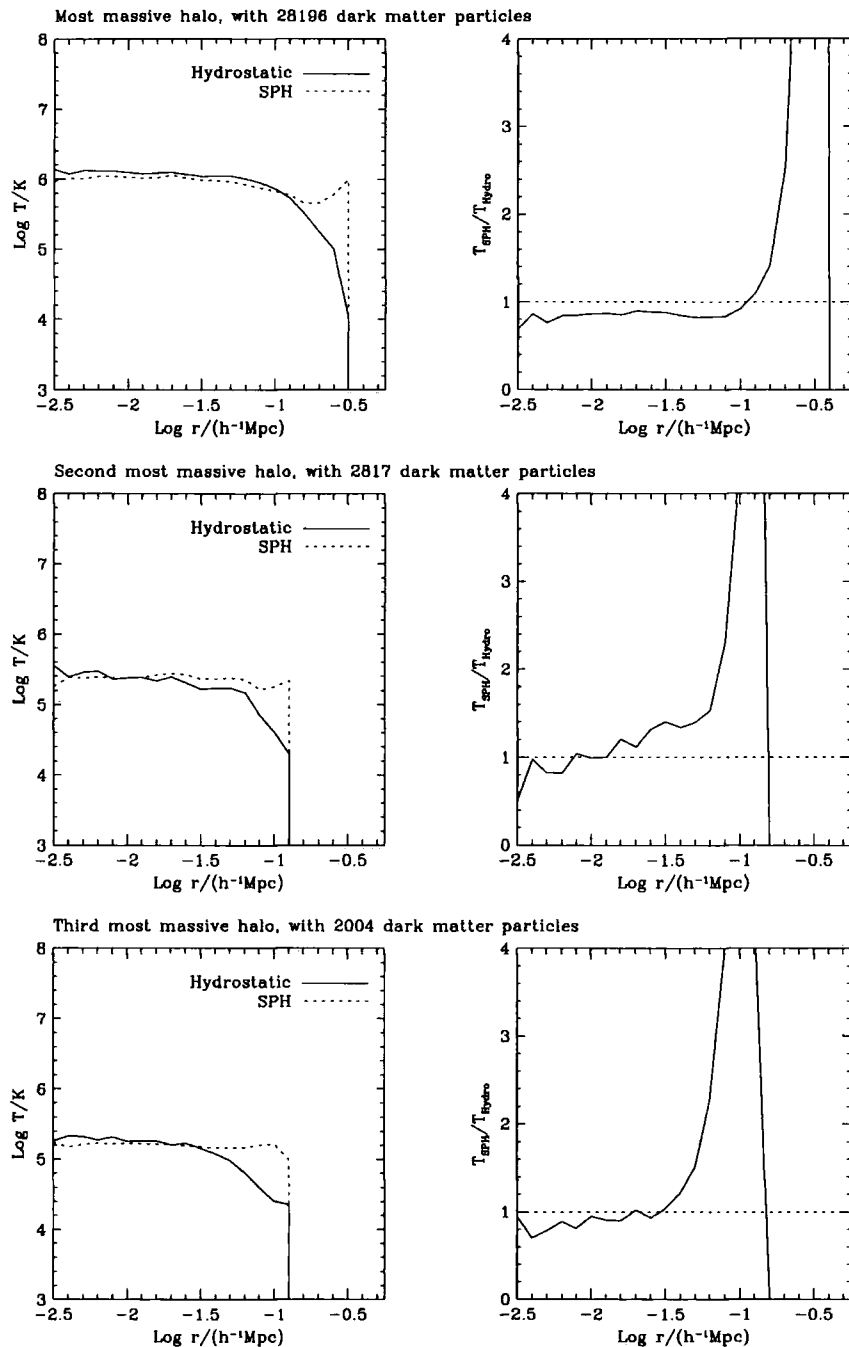 Most massive halo, with 28196 dark matter particles
8
7
6
5
4
3
Log T/K
Hydrostatic
SPH
-2.5 -2 -1.5 -1 -0.5
Log r/(h⁻¹Mpc)
4
3
2
1
0
T_SPH/T_Hydro
-2.5 -2 -1.5 -1 -0.5
Log r/(h⁻¹Mpc)
Second most massive halo, with 2817 dark matter particles
8
7
6
5
4
3
Log T/K
Hydrostatic
SPH
-2.5 -2 -1.5 -1 -0.5
Log r/(h⁻¹Mpc)
4
3
2
1
0
T_SPH/T_Hydro
-2.5 -2 -1.5 -1 -0.5
Log r/(h⁻¹Mpc)
Third most massive halo, with 2004 dark matter particles
8
7
6
5
4
3
Log T/K
Hydrostatic
SPH
-2.5 -2 -1.5 -1 -0.5
Log r/(h⁻¹Mpc)
4
3
2
1
0
T_SPH/T_Hydro
-2.5 -2 -1.5 -1 -0.5
Log r/(h⁻¹Mpc)